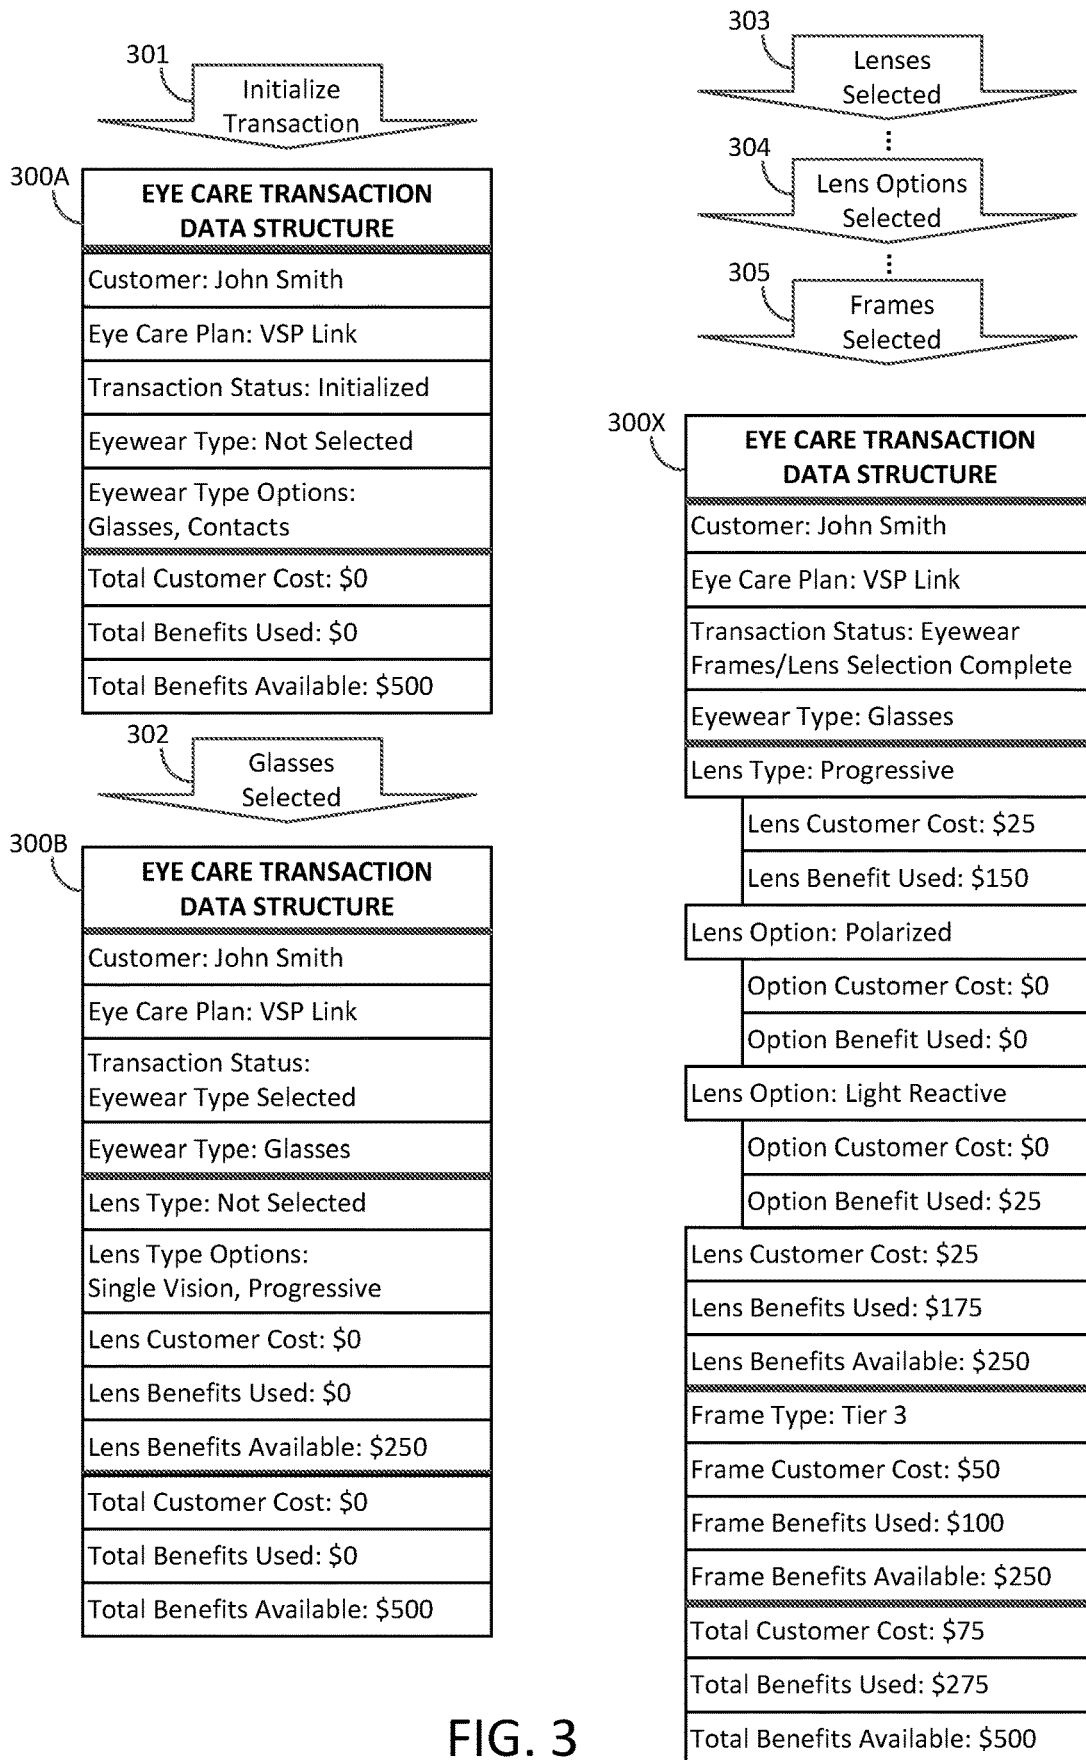 301
Initialize
Transaction
300A
EYE CARE TRANSACTION
DATA STRUCTURE
Customer: John Smith
Eye Care Plan: VSP Link
Transaction Status: Initialized
Eyewear Type: Not Selected
Eyewear Type Options:
Glasses, Contacts
Total Customer Cost: $0
Total Benefits Used: $0
Total Benefits Available: $500
302
Glasses
Selected
300B
EYE CARE TRANSACTION
DATA STRUCTURE
Customer: John Smith
Eye Care Plan: VSP Link
Transaction Status:
Eyewear Type Selected
Eyewear Type: Glasses
Lens Type: Not Selected
Lens Type Options:
Single Vision, Progressive
Lens Customer Cost: $0
Lens Benefits Used: $0
Lens Benefits Available: $250
Total Customer Cost: $0
Total Benefits Used: $0
Total Benefits Available: $500
303
Lenses
Selected
304
Lens Options
Selected
305
Frames
Selected
300X
EYE CARE TRANSACTION
DATA STRUCTURE
Customer: John Smith
Eye Care Plan: VSP Link
Transaction Status: Eyewear
Frames/Lens Selection Complete
Eyewear Type: Glasses
Lens Type: Progressive
Lens Customer Cost: $25
Lens Benefit Used: $150
Lens Option: Polarized
Option Customer Cost: $0
Option Benefit Used: $0
Lens Option: Light Reactive
Option Customer Cost: $0
Option Benefit Used: $25
Lens Customer Cost: $25
Lens Benefits Used: $175
Lens Benefits Available: $250
Frame Type: Tier 3
Frame Customer Cost: $50
Frame Benefits Used: $100
Frame Benefits Available: $250
Total Customer Cost: $75
Total Benefits Used: $275
Total Benefits Available: $500
FIG. 3